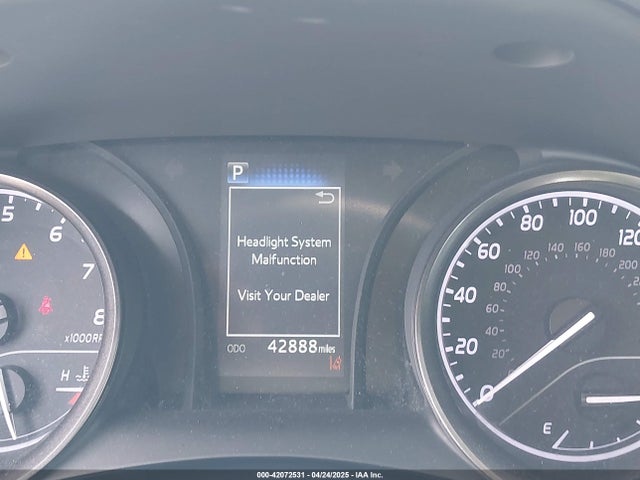 P
Headlight System
Malfunction
Visit Your Dealer
ODO 42888 miles
5
6
7
8
x1000R
H
0
20
40
60
80
100
120
20
40
60
80
100
120
140
160
180
200
E
000-42072531 - 04/24/2025 - IAA Inc.